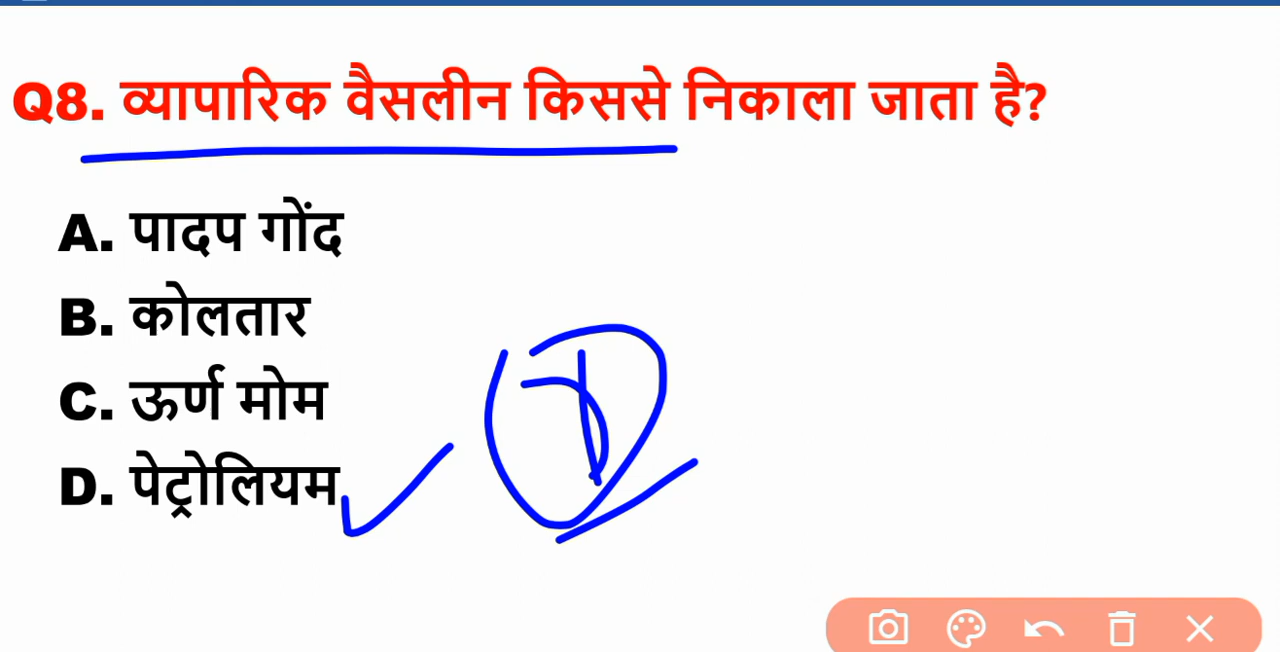 Q8. व्यापारिक वैसलीन किससे निकाला जाता है?
A. पादप गोंद
B. कोलतार
C. ऊर्ण मोम
D. पेट्रोलियम
D